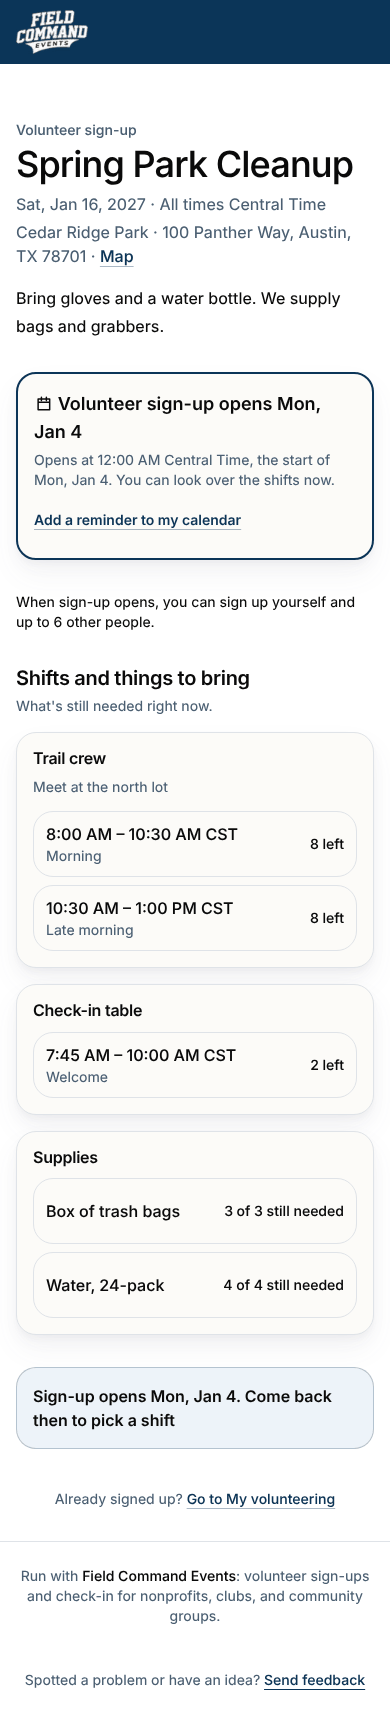 FIELD
COMMAND
EVENTS
Volunteer sign-up
Spring Park Cleanup
Sat, Jan 16, 2027 · All times Central Time
Cedar Ridge Park · 100 Panther Way, Austin,
TX 78701 · Map
Bring gloves and a water bottle. We supply
bags and grabbers.
Volunteer sign-up opens Mon,
Jan 4
Opens at 12:00 AM Central Time, the start of
Mon, Jan 4. You can look over the shifts now.
Add a reminder to my calendar
When sign-up opens, you can sign up yourself and
up to 6 other people.
Shifts and things to bring
What's still needed right now.
Trail crew
Meet at the north lot
8:00 AM – 10:30 AM CST
Morning
8 left
10:30 AM – 1:00 PM CST
Late morning
8 left
Check-in table
7:45 AM – 10:00 AM CST
Welcome
2 left
Supplies
Box of trash bags
3 of 3 still needed
Water, 24-pack
4 of 4 still needed
Sign-up opens Mon, Jan 4. Come back
then to pick a shift
Already signed up? Go to My volunteering
Run with Field Command Events: volunteer sign-ups
and check-in for nonprofits, clubs, and community
groups.
Spotted a problem or have an idea? Send feedback